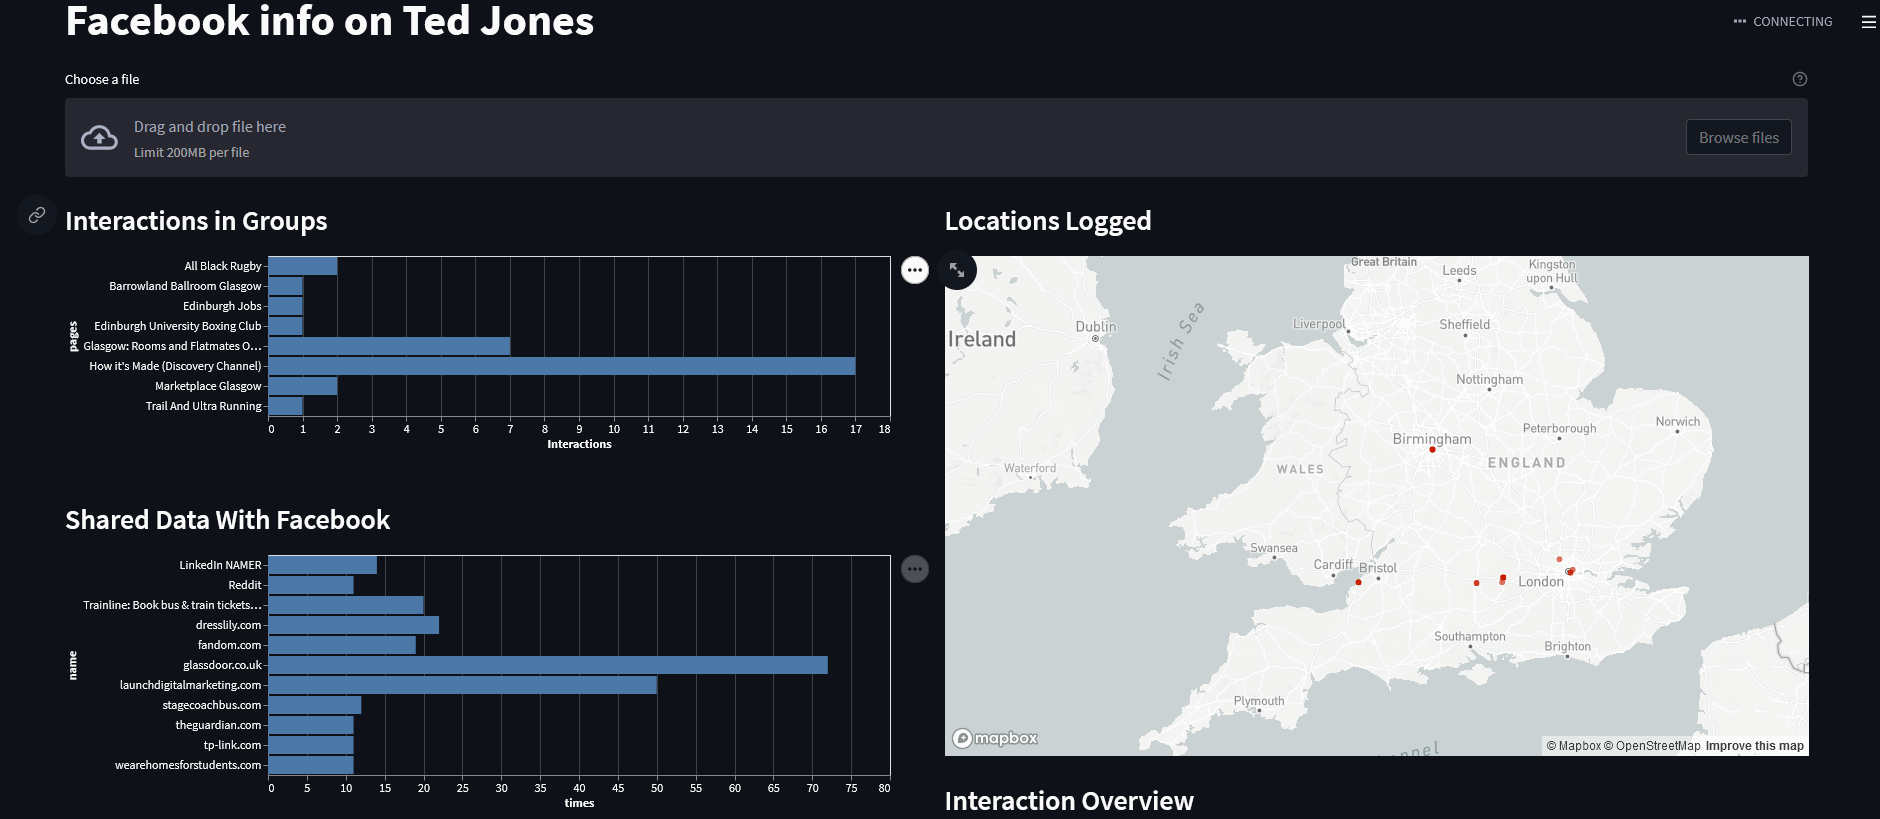 Facebook info on Ted Jones
CONNECTING
Choose a file
Drag and drop file here
Limit 200MB per file
Browse files
Interactions in Groups
pages
All Black Rugby
Barrowland Ballroom Glasgow
Edinburgh Jobs
Edinburgh University Boxing Club
Glasgow: Rooms and Flatmates O...
How it's Made (Discovery Channel)
Marketplace Glasgow
Trail And Ultra Running
0 1 2 3 4 5 6 7 8 9 10 11 12 13 14 15 16 17 18
Interactions
Shared Data With Facebook
name
LinkedIn NAMER
Reddit
Trainline: Book bus & train tickets...
dresslily.com
fandom.com
glassdoor.co.uk
launchdigitalmarketing.com
stagecoachbus.com
theguardian.com
tp-link.com
wearehomesforstudents.com
0 5 10 15 20 25 30 35 40 45 50 55 60 65 70 75 80
times
Locations Logged
Great Britain
Leeds
Kingston
upon Hull
Dublin
Irish Sea
Liverpool
Sheffield
Ireland
Nottingham
Norwich
Peterborough
Birmingham
ENGLAND
WALES
Waterford
Swansea
Cardiff
Bristol
London
Southampton
Brighton
Plymouth
mapbox
© Mapbox © OpenStreetMap Improve this map
Interaction Overview